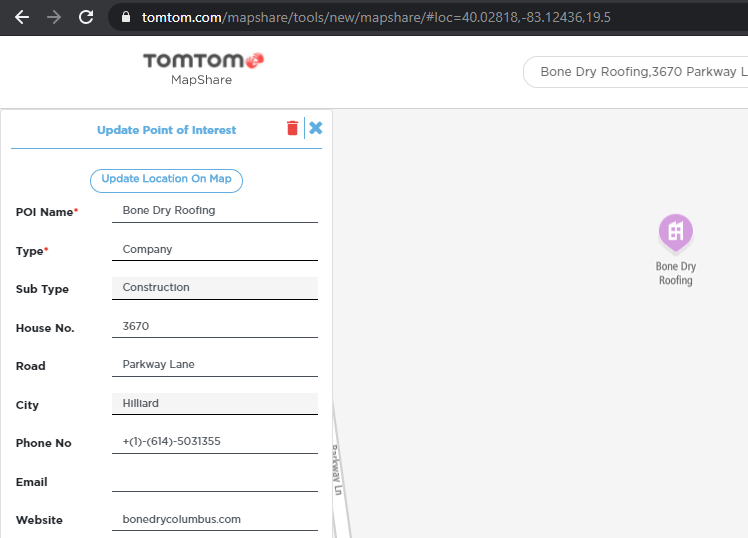 tomtom.com/mapshare/tools/new/mapshare/#loc=40.02818,-83.12436,19.5
TOMTOM
MapShare
Bone Dry Roofing,3670 Parkway L
Update Point of Interest
Update Location On Map
POI Name* Bone Dry Roofing
Type* Company
Sub Type Construction
House No. 3670
Road Parkway Lane
City Hilliard
Phone No +(1)-(614)-5031355
Email
Website bonedrycolumbus.com
Bone Dry
Roofing
Parkway Ln